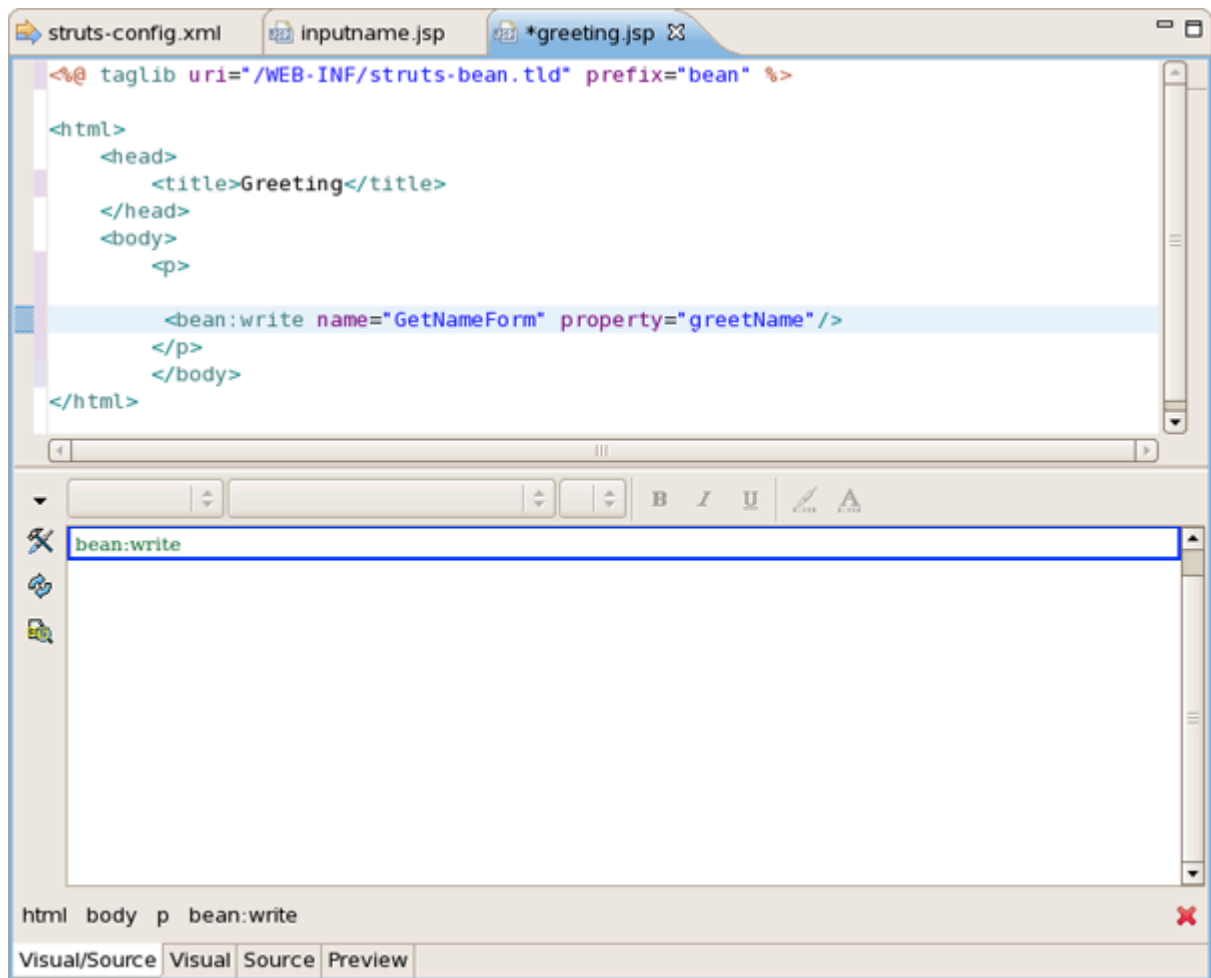 struts-config.xml inputname.jsp *greeting.jsp
<%@ taglib uri="/WEB-INF/struts-bean.tld" prefix="bean" %>
<html>
<head>
<title>Greeting</title>
</head>
<body>
<p>
<bean:write name="GetNameForm" property="greetName"/>
</p>
</body>
</html>
B I U A
bean:write
html body p bean:write
Visual/Source Visual Source Preview